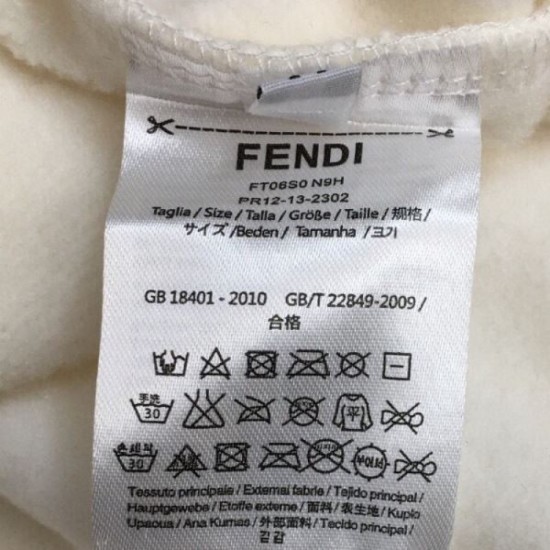 FENDI
FT06S0 N9H
PR12-13-2302
Taglia / Size / Talla / Größe / Taille / 规格 /
サイズ / Beden / Tamanha / 크기
GB 18401 - 2010 GB/T 22849-2009 /
合格
手洗
30
平
손세탁
30
Tessuto principale / External fabrie / Tejido principal /
Hauptgewebe / Etoffe externe / 面料 / 表生地 / Kupio
Upaoua / Ana Kumas / 外部面料 / Tecido principal /
겉감